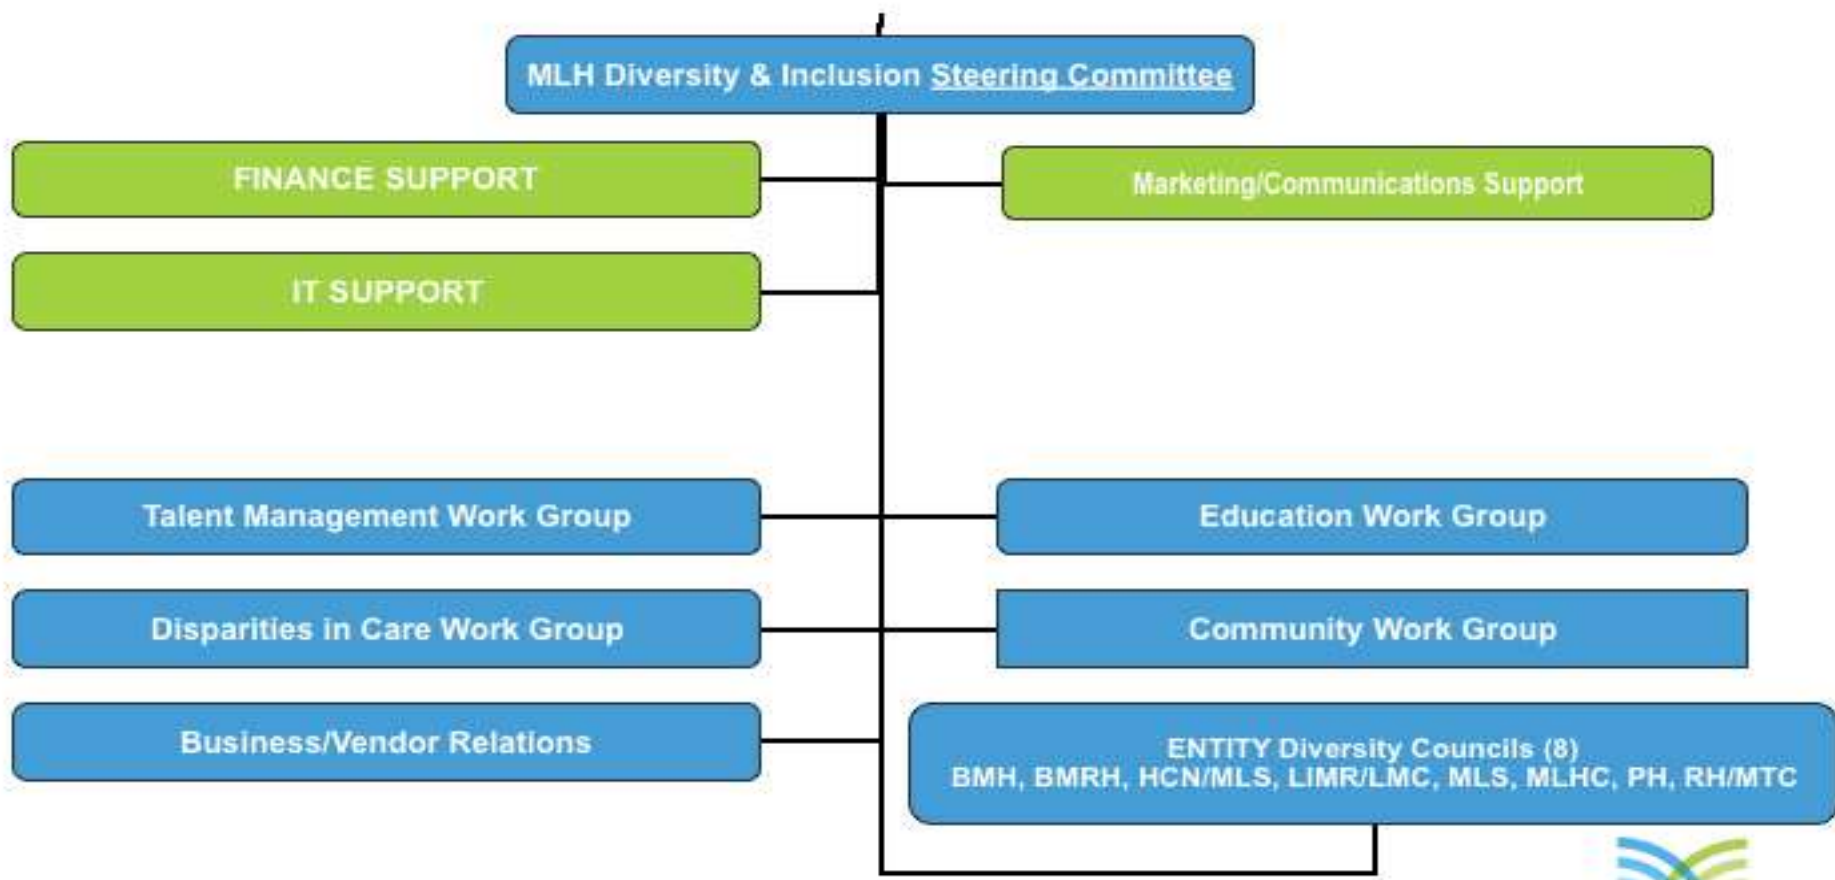 MLH Diversity & Inclusion Steering Committee
FINANCE SUPPORT
Marketing/Communications Support
IT SUPPORT
Talent Management Work Group
Education Work Group
Disparities in Care Work Group
Community Work Group
Business/Vendor Relations
ENTITY Diversity Councils (8)
BMH, BMRH, HCN/MLS, LIMR/LMC, MLS, MLHC, PH, RH/MTC